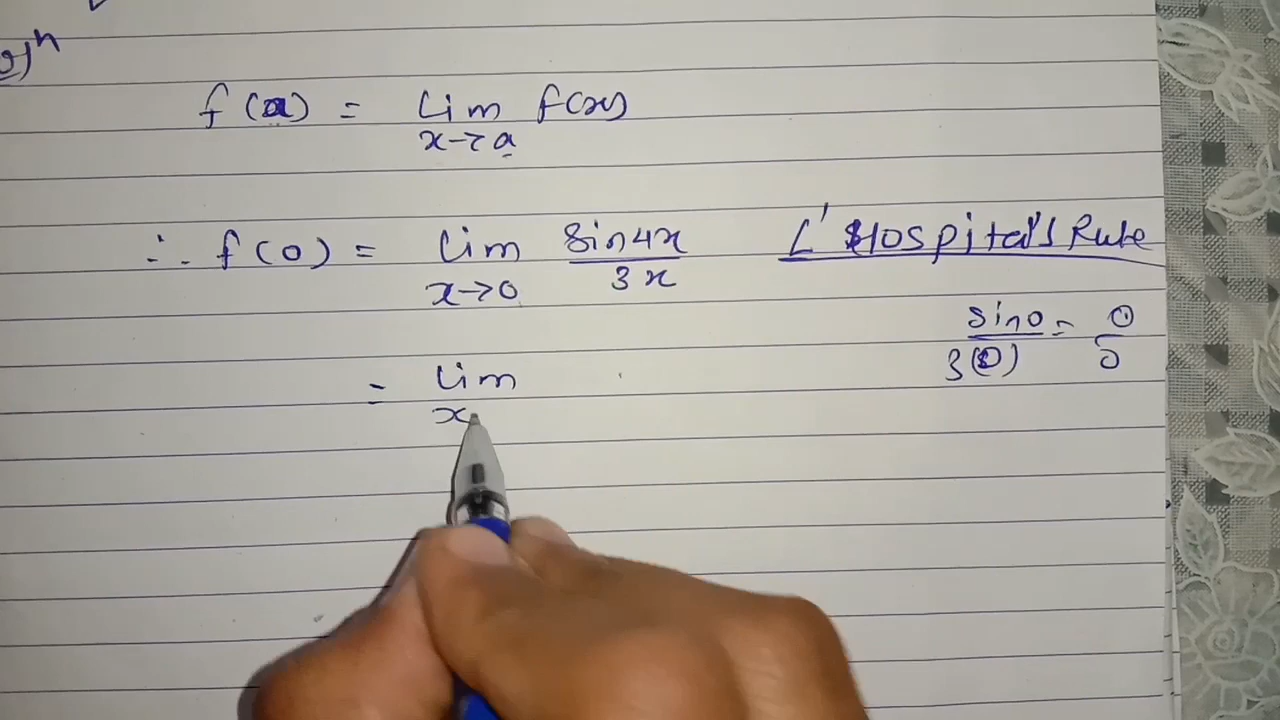 f(a) = Lim f(x)
x→a
∴ f(0) = lim sin4x / 3x L'Hospital's Rule
x→0
sin0 / 3(0) = 0 / 0
= Lim
x